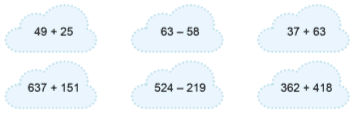 49 + 25
63 – 58
37 + 63
637 + 151
524 – 219
362 + 418